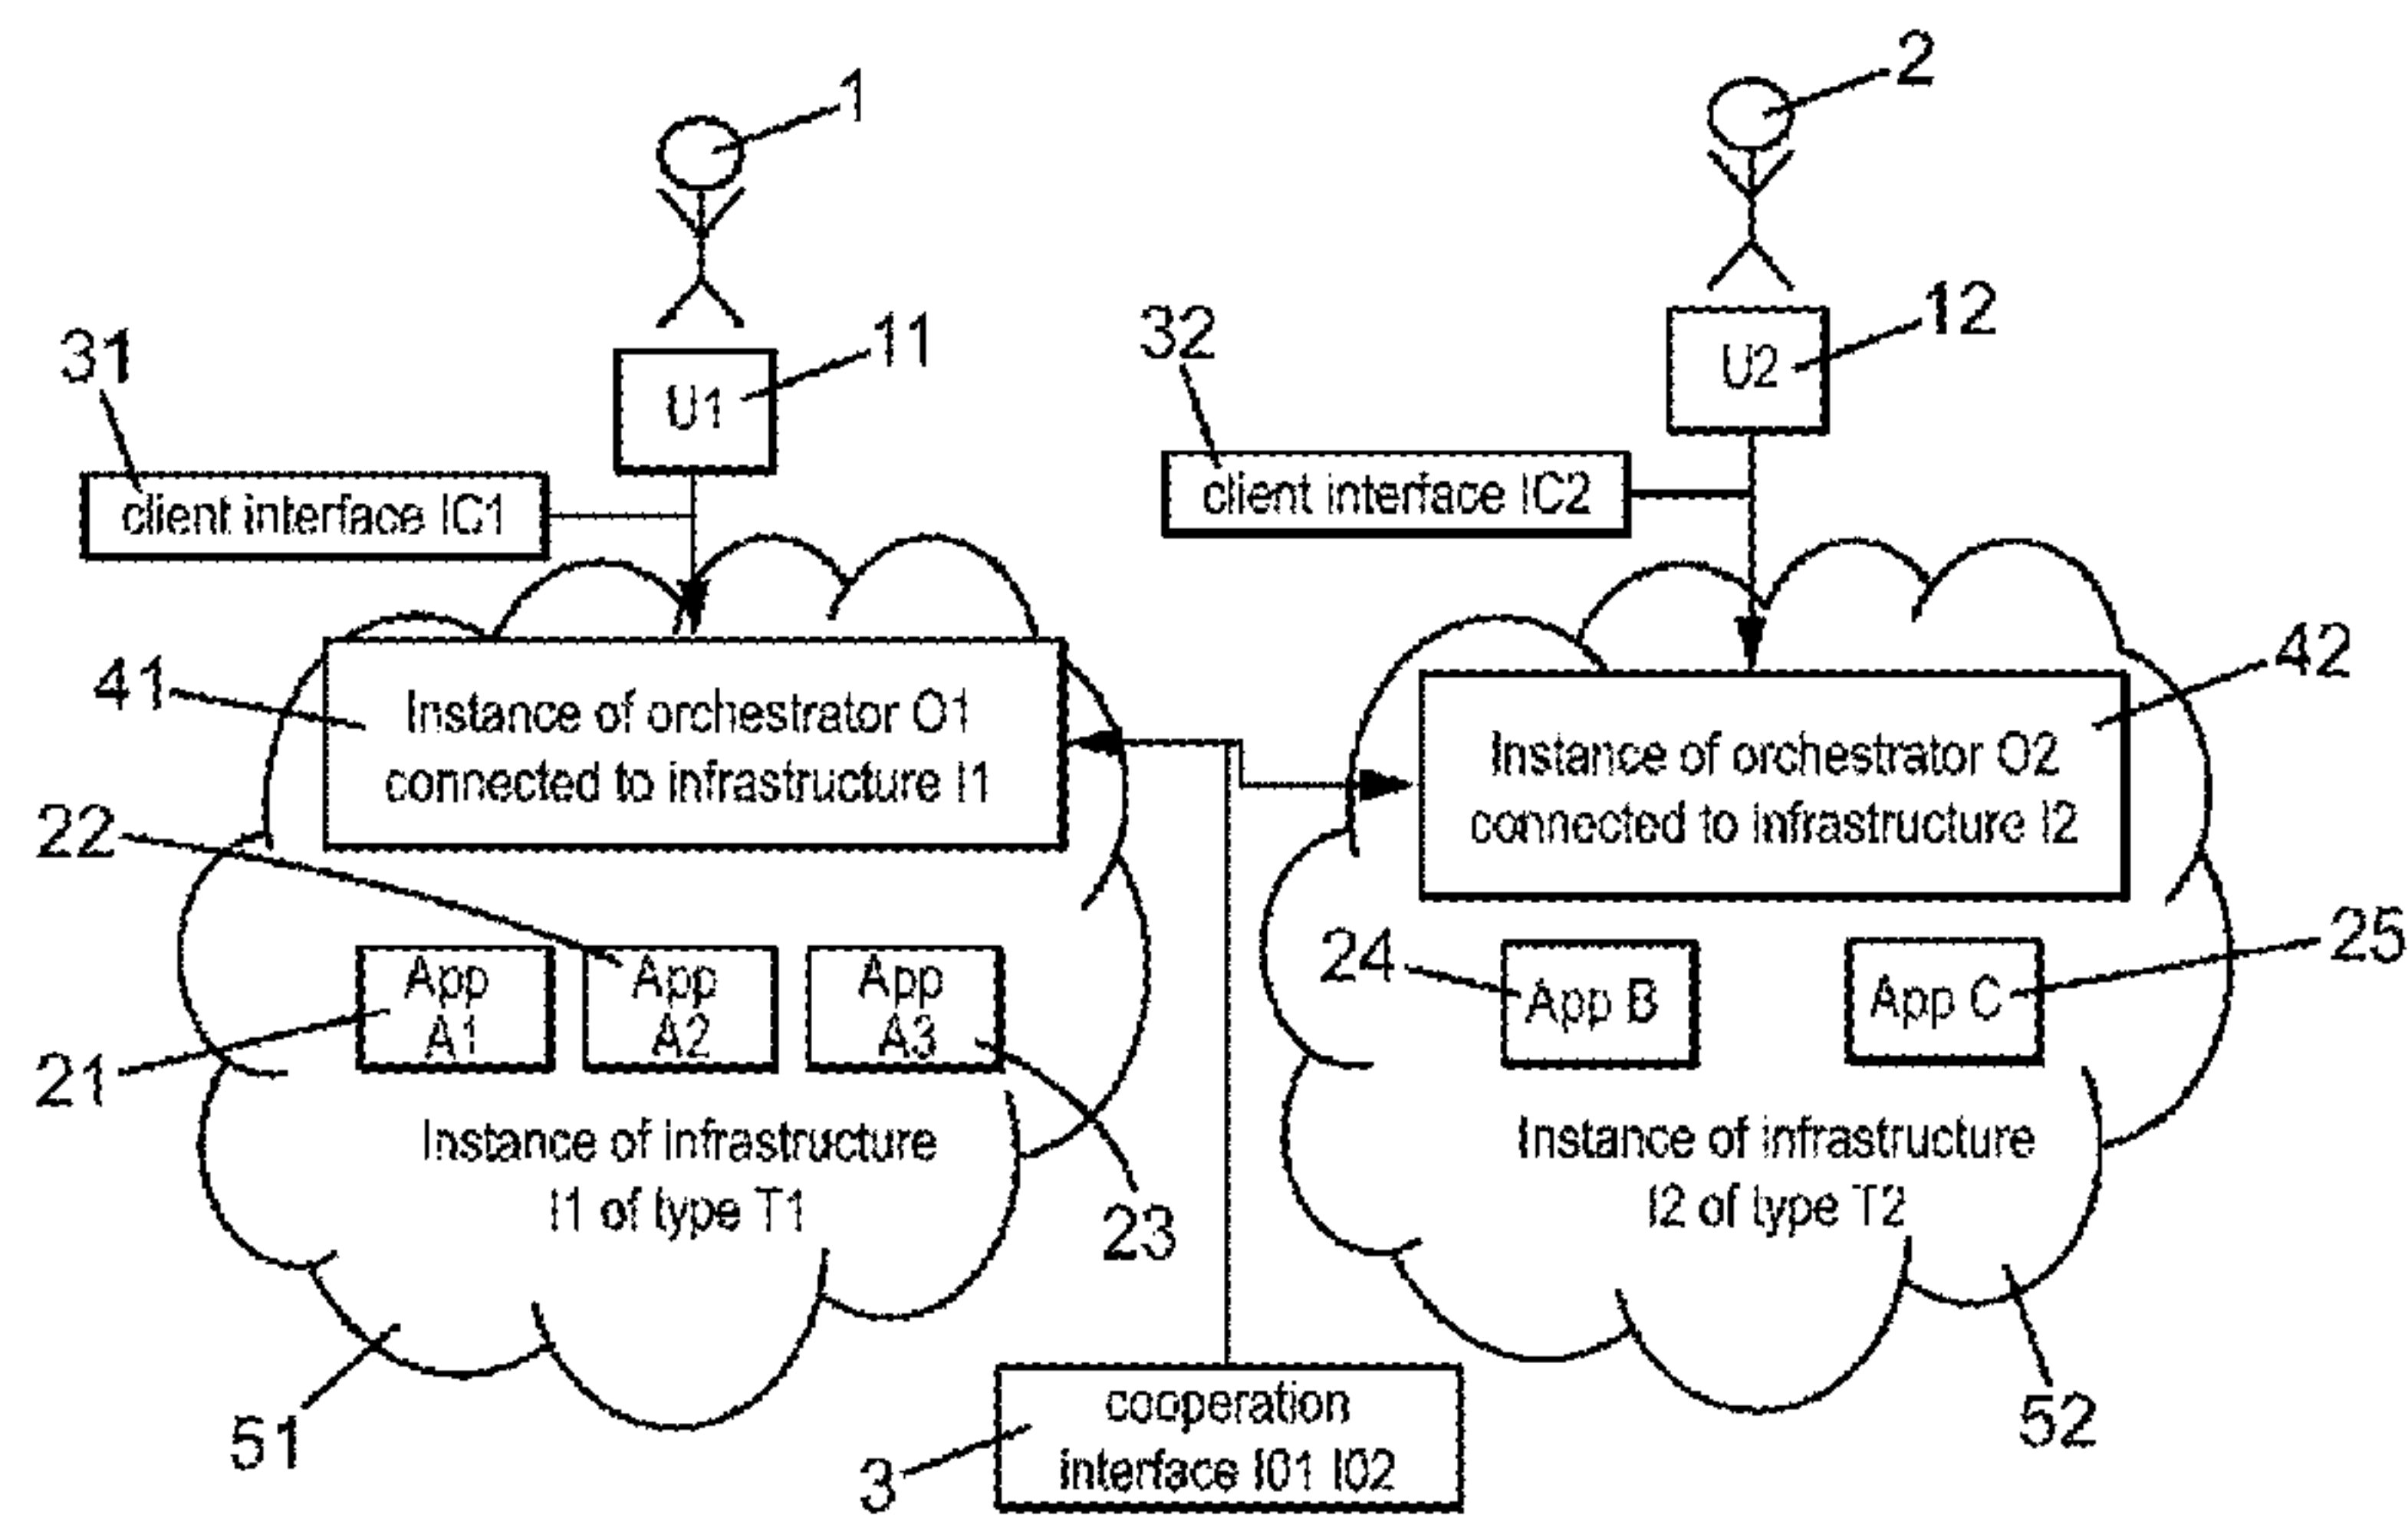 1
2
11
12
31
32
U1
U2
client interface IC1
client interface IC2
41
42
Instance of orchestrator O1
connected to infrastructure I1
Instance of orchestrator O2
connected to infrastructure I2
22
24
25
App
A1
App
A2
App
A3
App B
App C
21
Instance of infrastructure
I1 of type T1
Instance of infrastructure
I2 of type T2
23
51
52
3
cooperation
interface I01 I02